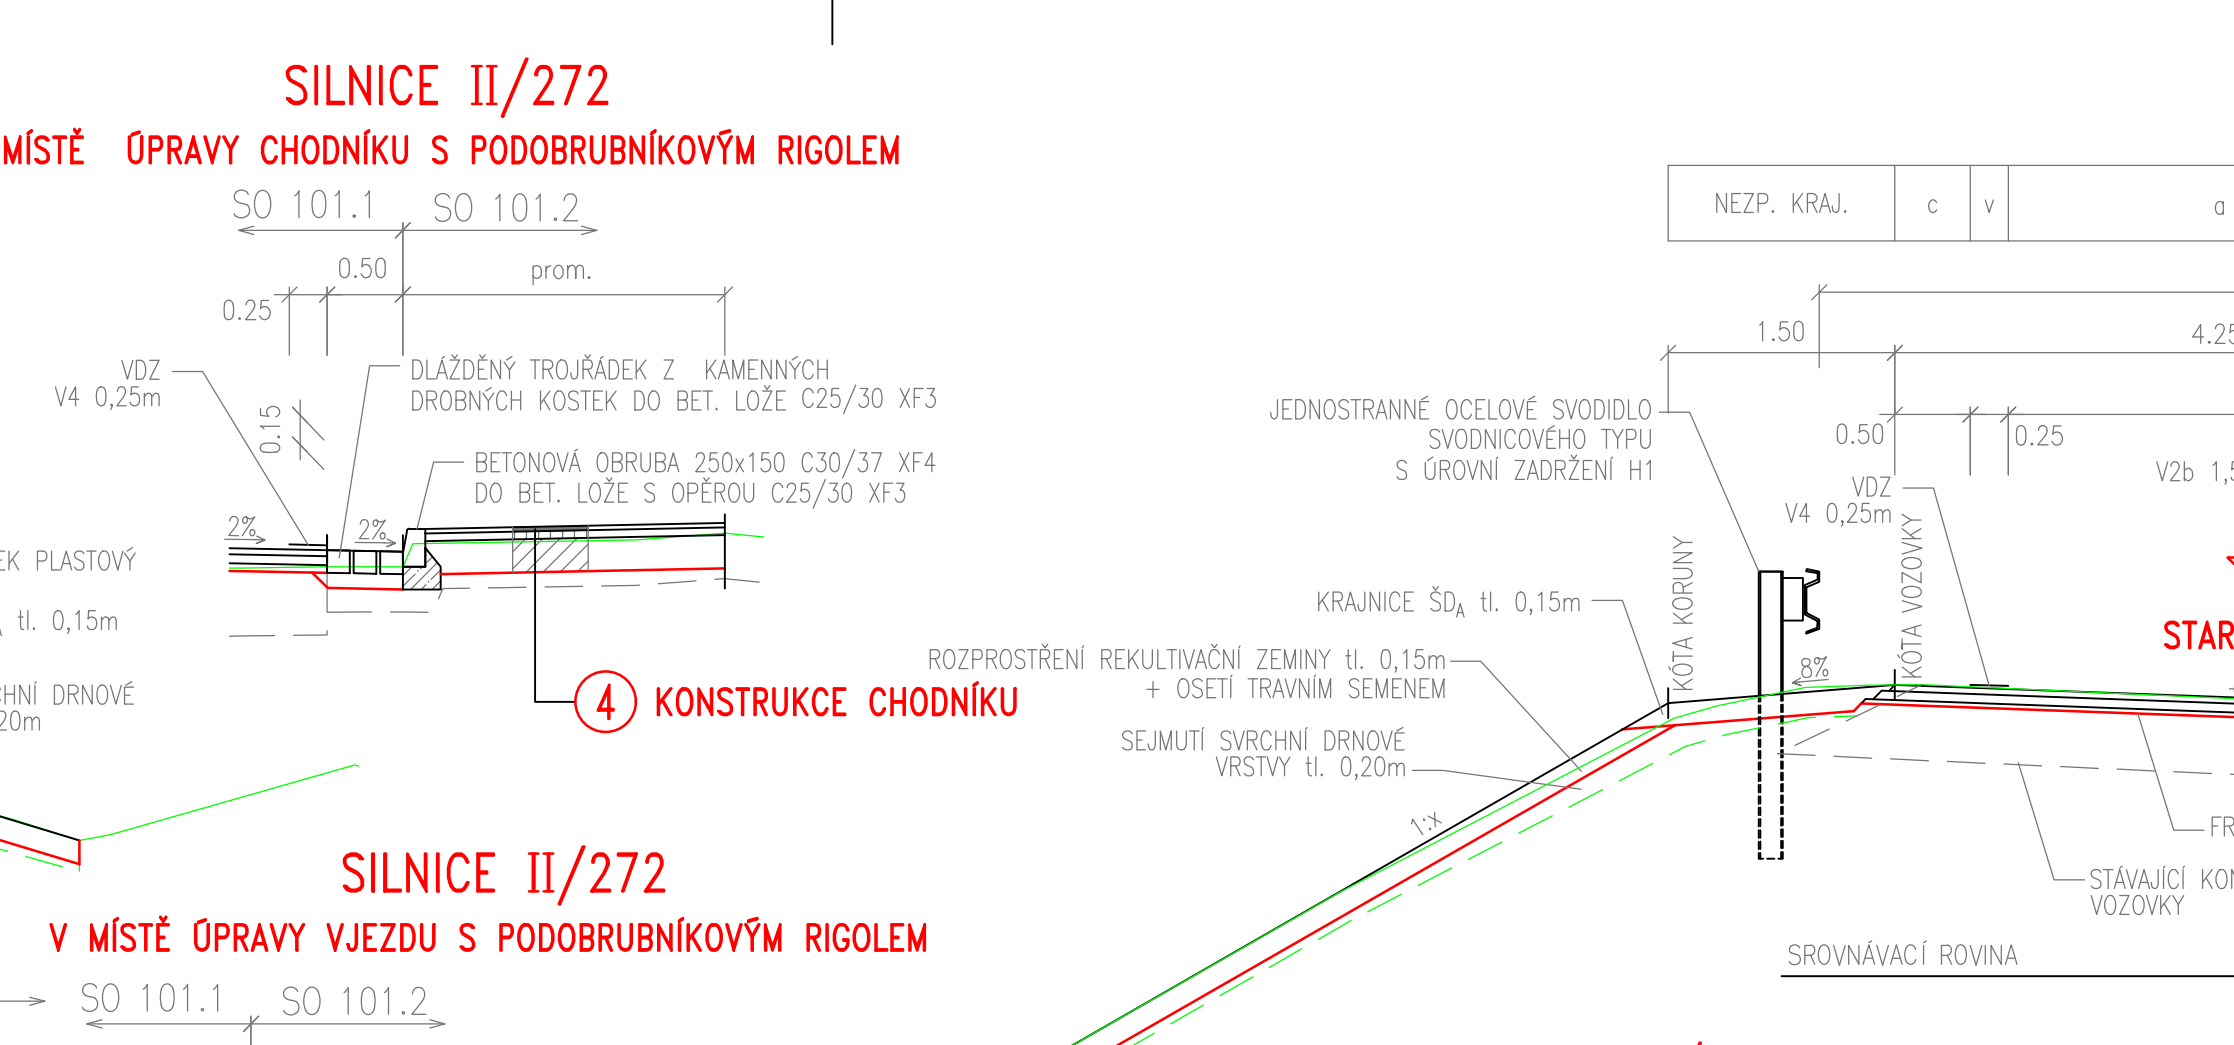 SILNICE II/272
MÍSTĚ ÚPRAVY CHODNÍKU S PODOBRUBNÍKOVÝM RIGOLEM
SO 101.1
SO 101.2
0.50
prom.
0.25
VDZ
V4 0,25m
0.15
DLÁŽDĚNÝ TROJŘÁDEK Z KAMENNÝCH
DROBNÝCH KOSTEK DO BET. LOŽE C25/30 XF3
BETONOVÁ OBRUBA 250x150 C30/37 XF4
DO BET. LOŽE S OPĚROU C25/30 XF3
2%
2%
EK PLASTOVÝ
tl. 0,15m
CHNÍ DRNOVÉ
20m
4 KONSTRUKCE CHODNÍKU
SILNICE II/272
V MÍSTĚ ÚPRAVY VJEZDU S PODOBRUBNÍKOVÝM RIGOLEM
SO 101.1
SO 101.2
NEZP. KRAJ.
c
v
a
1.50
4.25
0.50
0.25
JEDNOSTRANNÉ OCELOVÉ SVODIDLO
SVODNICOVÉHO TYPU
S ÚROVNÍ ZADRŽENÍ H1
V2b 1,5
VDZ
V4 0,25m
KÓTA KORUNY
KÓTA VOZOVKY
STAR
KRAJNICE ŠDA tl. 0,15m
8%
ROZPROSTŘENÍ REKULTIVAČNÍ ZEMINY tl. 0,15m
+ OSETÍ TRAVNÍM SEMENEM
SEJMUTÍ SVRCHNÍ DRNOVÉ
VRSTVY tl. 0,20m
1:x
FR
STÁVAJÍCÍ KON
VOZOVKY
SROVNÁVACÍ ROVINA